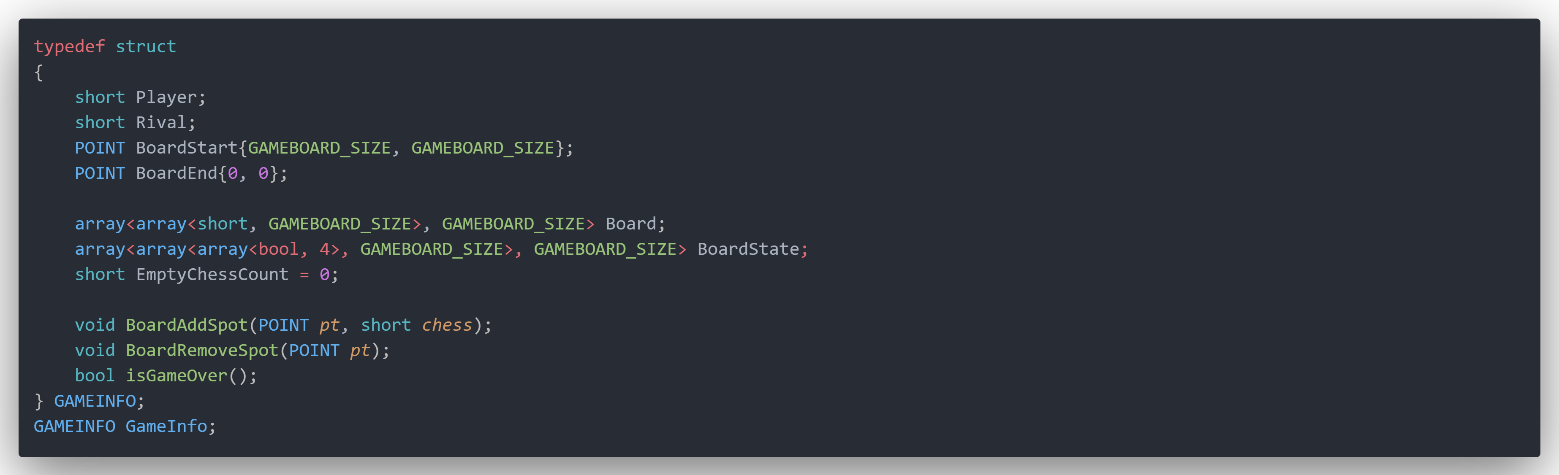 typedef struct
{
    short Player;
    short Rival;
    POINT BoardStart{GAMEBOARD_SIZE, GAMEBOARD_SIZE};
    POINT BoardEnd{0, 0};

    array<array<short, GAMEBOARD_SIZE>, GAMEBOARD_SIZE> Board;
    array<array<array<bool, 4>, GAMEBOARD_SIZE>, GAMEBOARD_SIZE> BoardState;
    short EmptyChessCount = 0;

    void BoardAddSpot(POINT pt, short chess);
    void BoardRemoveSpot(POINT pt);
    bool isGameOver();
} GAMEINFO;
GAMEINFO GameInfo;